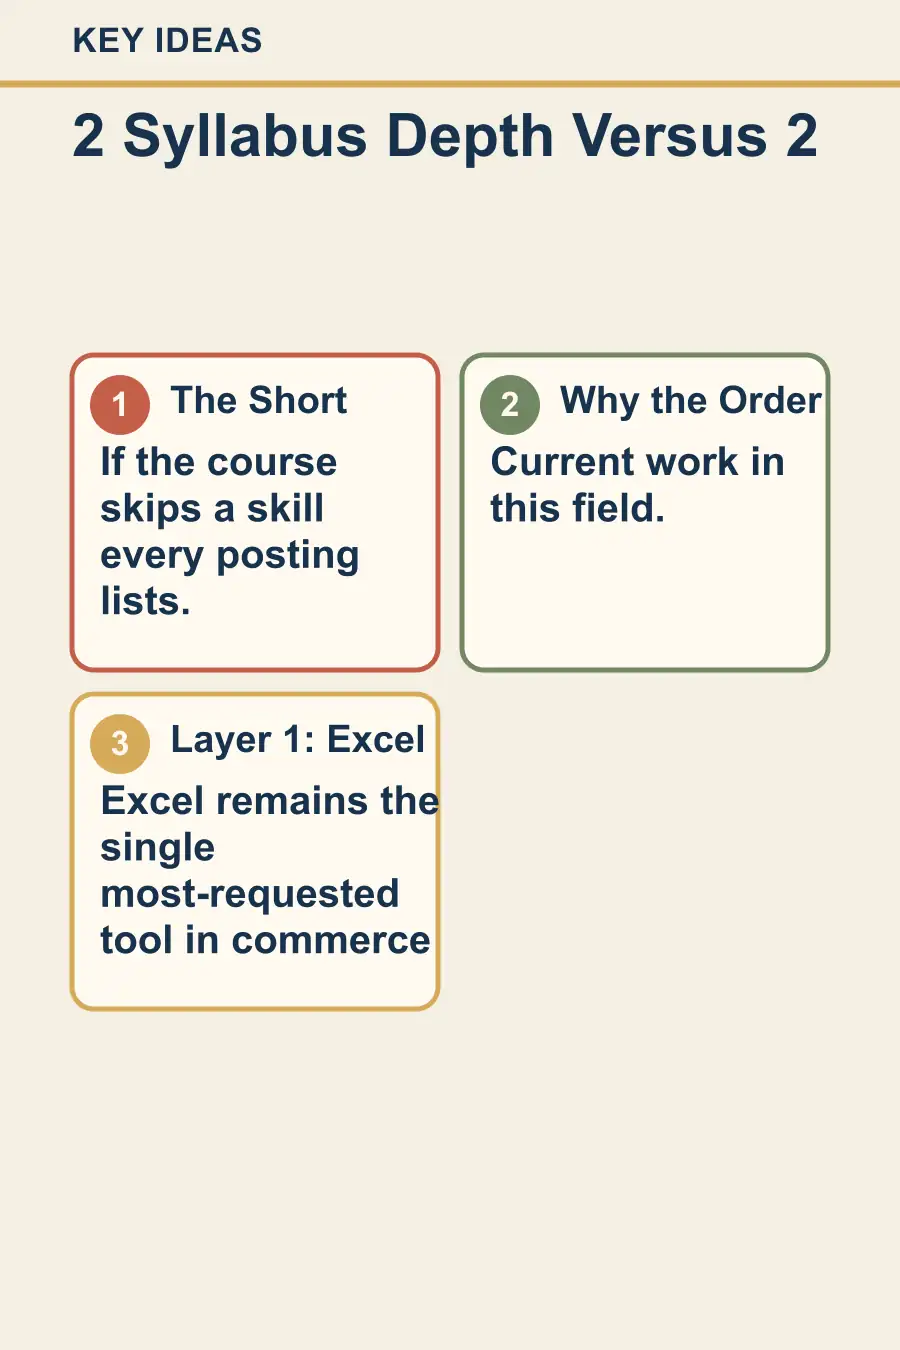 KEY IDEAS
2 Syllabus Depth Versus 2
1
The Short
If the course
skips a skill
every posting
lists.
2
Why the Order
Current work in
this field.
3
Layer 1: Excel
Excel remains the
single
most-requested
tool in commerce